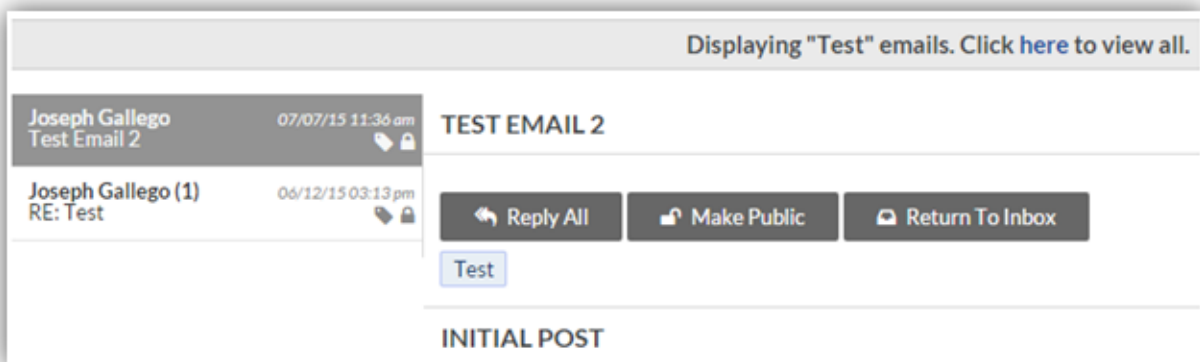 Displaying "Test" emails. Click here to view all.
Joseph Gallego 07/07/15 11:36 am
Test Email 2
Joseph Gallego (1) 06/12/15 03:13 pm
RE: Test
TEST EMAIL 2
Reply All Make Public Return To Inbox
Test
INITIAL POST